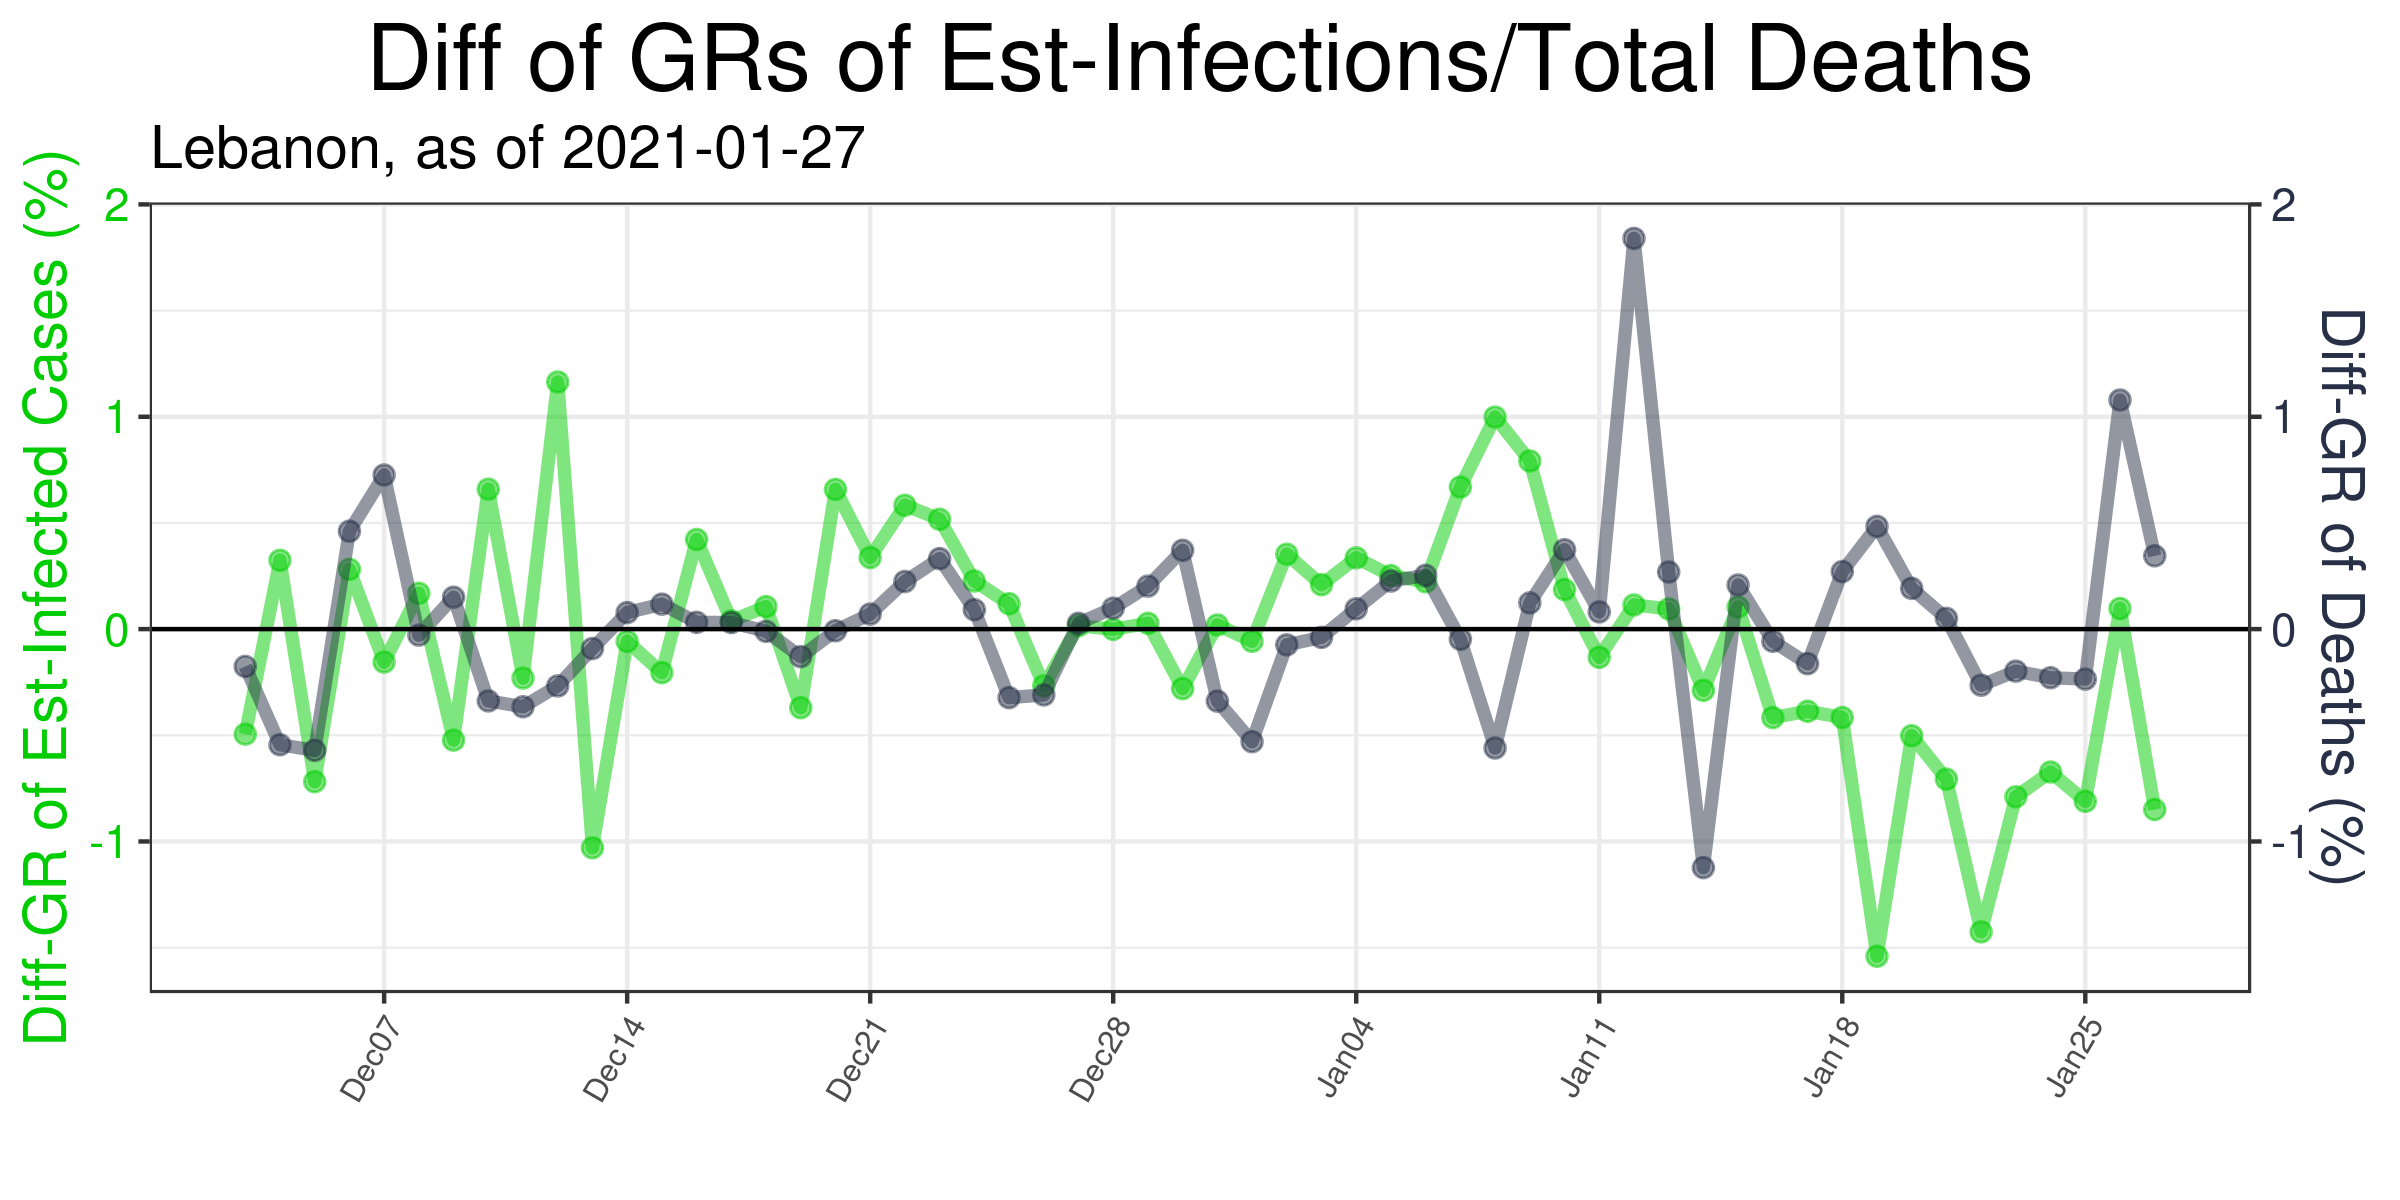 Diff of GRs of Est-Infections/Total Deaths
Lebanon, as of 2021-01-27
Diff-GR of Est-Infected Cases (%)
2
1
0
-1
2
1
0
-1
Diff-GR of Deaths (%)
Dec07
Dec14
Dec21
Dec28
Jan04
Jan11
Jan18
Jan25